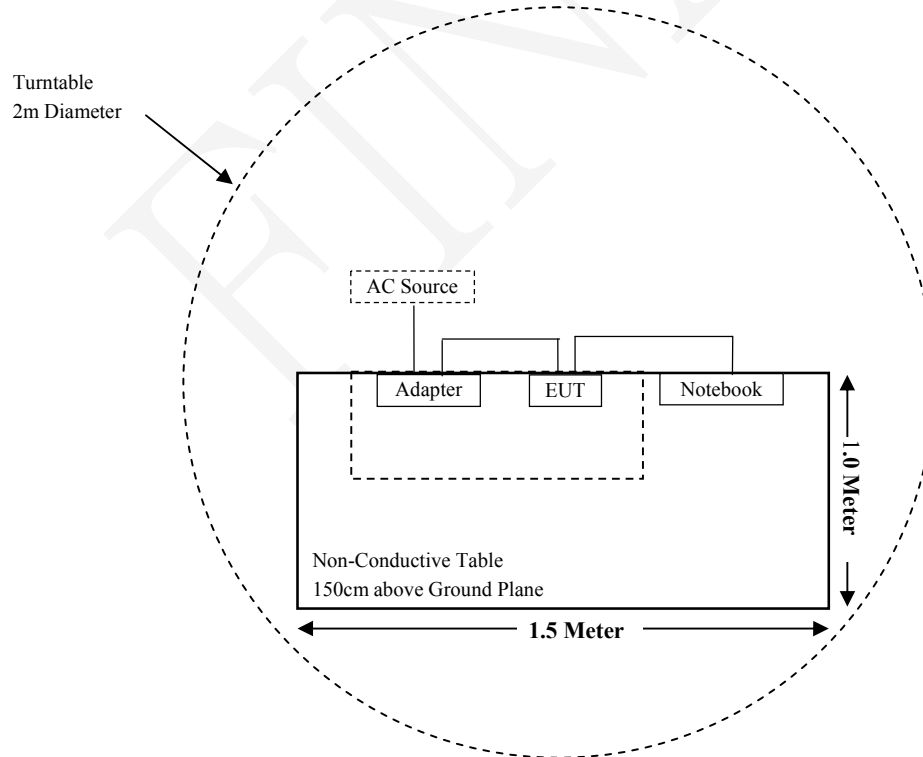 Turntable
2m Diameter
AC Source
Adapter
EUT
Notebook
1.0 Meter
Non-Conductive Table
150cm above Ground Plane
1.5 Meter